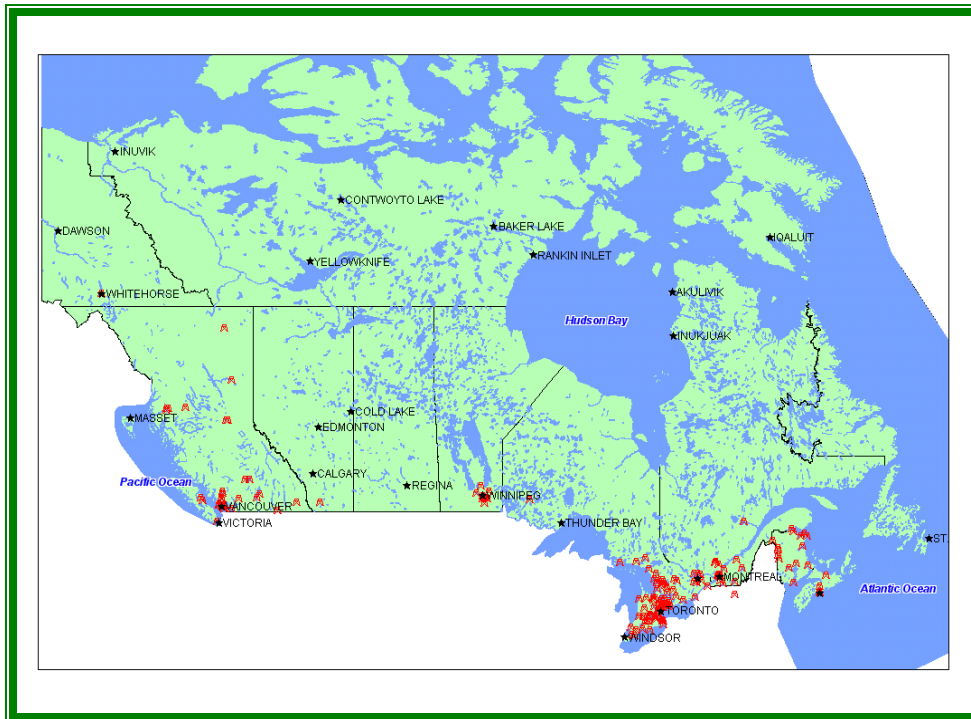 INUVIK
CONTWOYTO LAKE
BAKER LAKE
DAWSON
IQALUIT
RANKIN INLET
YELLOWKNIFE
WHITEHORSE
AKULIVIK
Hudson Bay
INUKJUAK
COLD LAKE
MASSET
EDMONTON
CALGARY
Pacific Ocean
REGINA
WINNIPEG
VANCOUVER
VICTORIA
THUNDER BAY
ST.
MONTREAL
Atlantic Ocean
TORONTO
WINDSOR